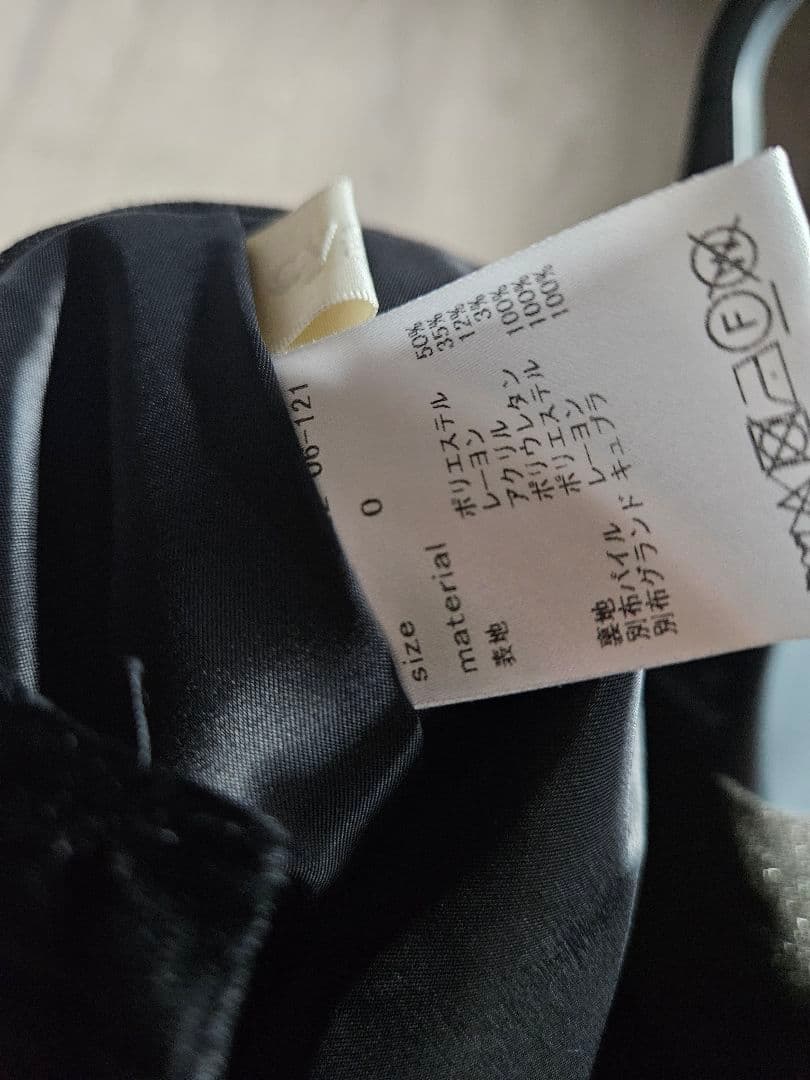 06-121
size 0
material
表地 ポリエステル 50%
レーヨン 35%
アクリル 12%
ポリウレタン 3%
裏地 ポリエステル 100%
別布パイル レーヨン 100%
別布グランド キュプラ 100%
F W